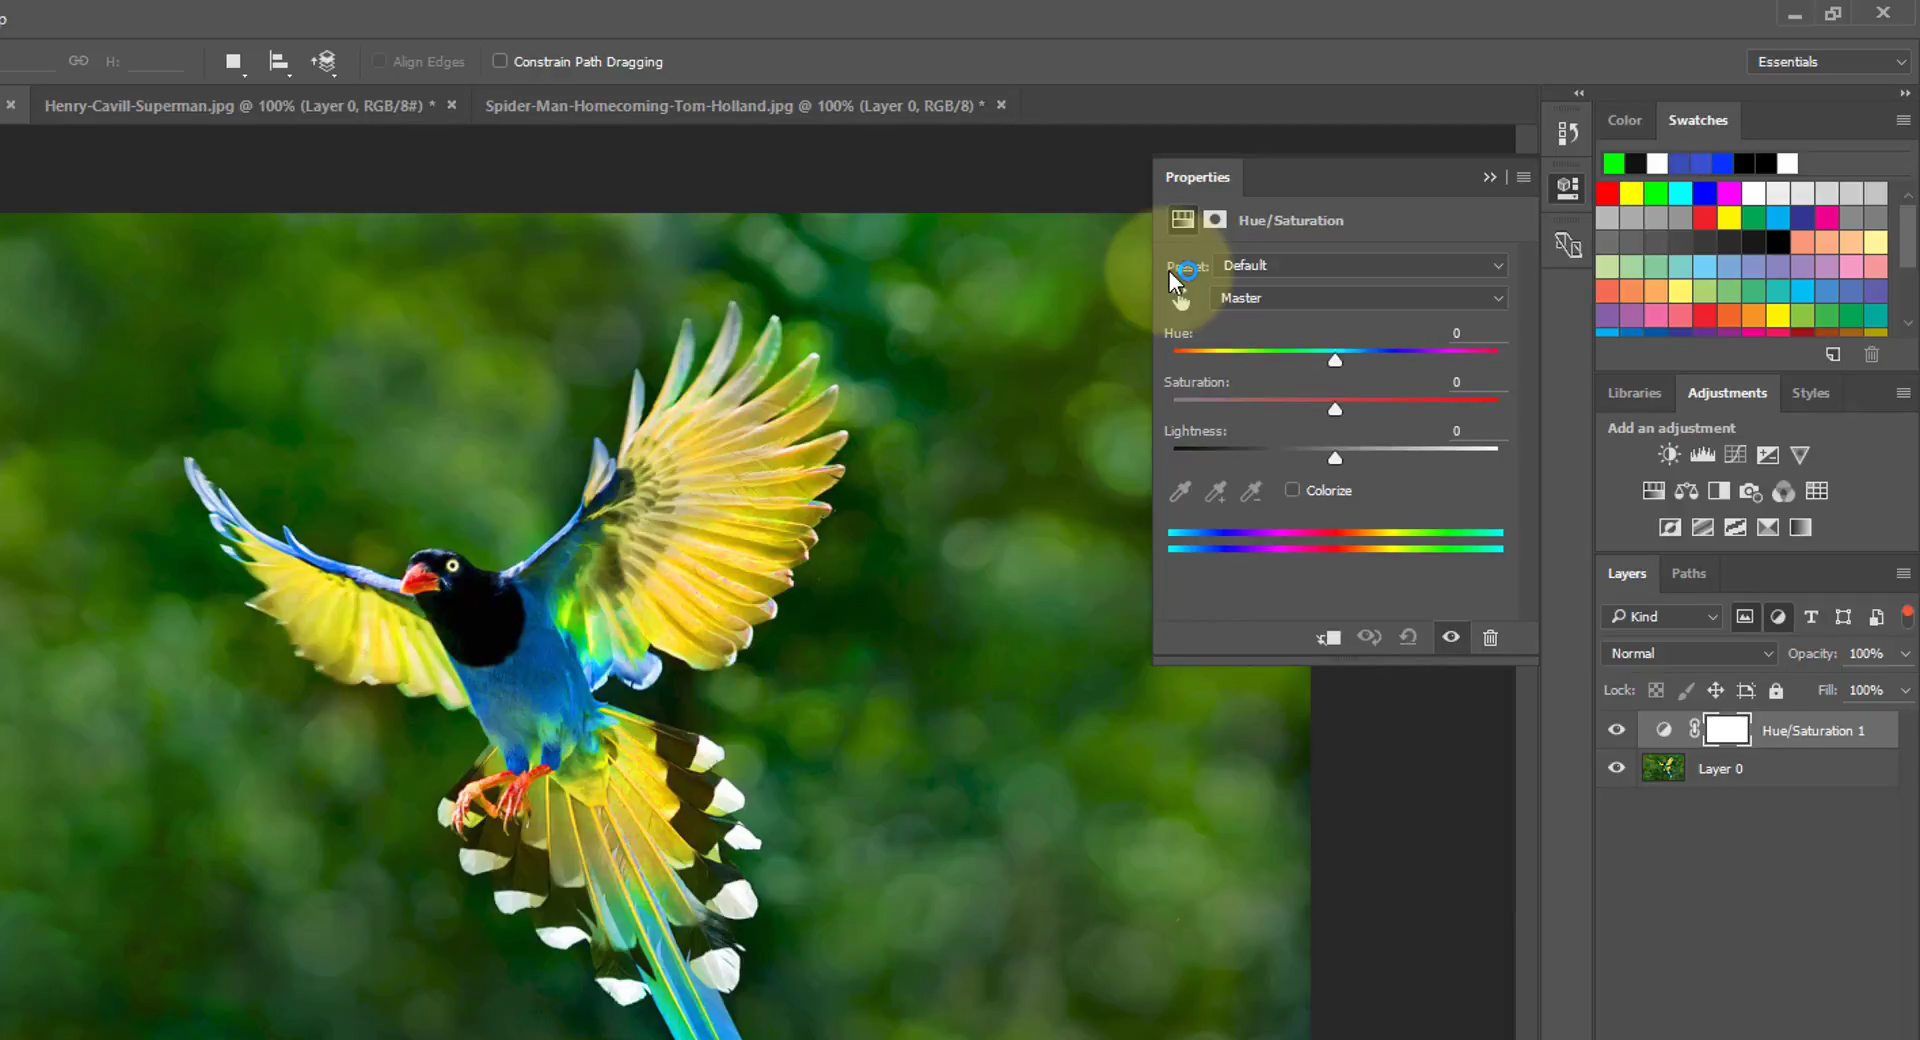 p
H:
Align Edges
Constrain Path Dragging
Essentials
Henry-Cavill-Superman.jpg @ 100% (Layer 0, RGB/8#) *
Spider-Man-Homecoming-Tom-Holland.jpg @ 100% (Layer 0, RGB/8) *
Color
Swatches
Properties
Hue/Saturation
Default
Master
Hue: 0
Saturation: 0
Lightness: 0
Colorize
Libraries
Adjustments
Styles
Add an adjustment
Layers
Paths
Kind
T
Normal
Opacity: 100%
Lock:
Fill: 100%
Hue/Saturation 1
Layer 0